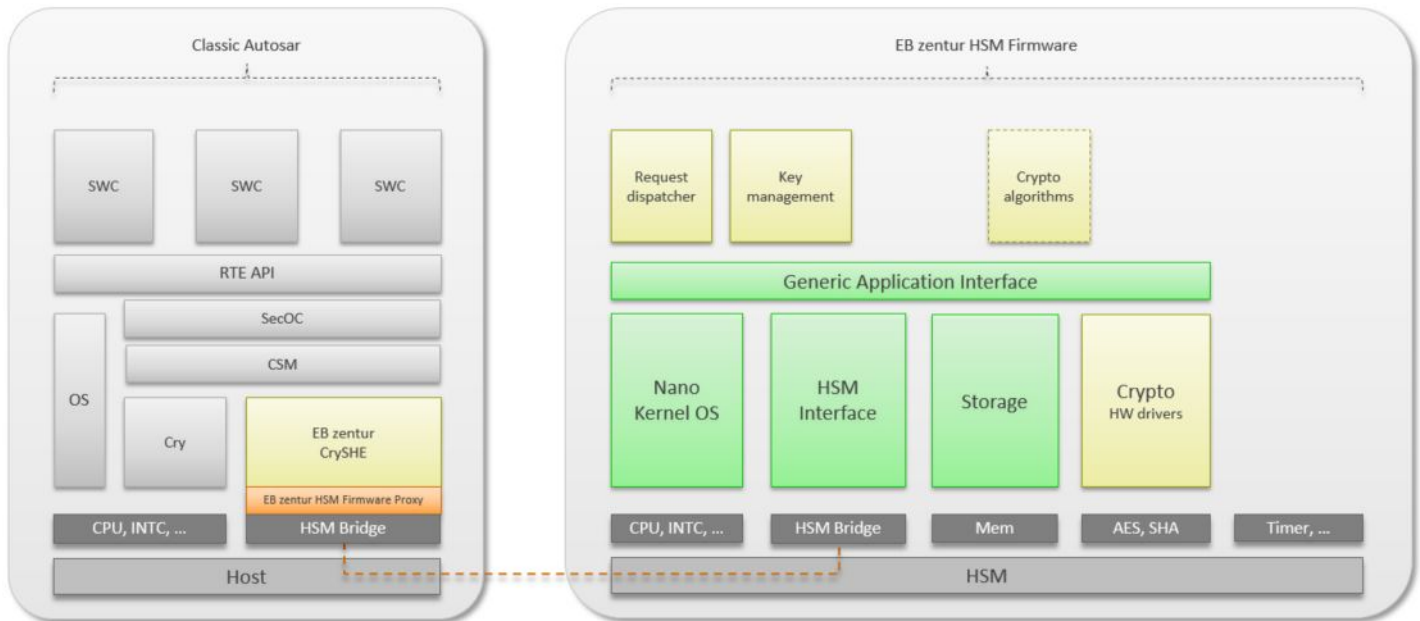 Classic Autosar
SWC
SWC
SWC
RTE API
SecOC
CSM
OS
Cry
EB zentur
CrySHE
EB zentur HSM Firmware Proxy
CPU, INTC, ...
HSM Bridge
Host
EB zentur HSM Firmware
Request
dispatcher
Key
management
Crypto
algorithms
Generic Application Interface
Nano
Kernel OS
HSM
Interface
Storage
Crypto
HW drivers
CPU, INTC, ...
HSM Bridge
Mem
AES, SHA
Timer, ...
HSM